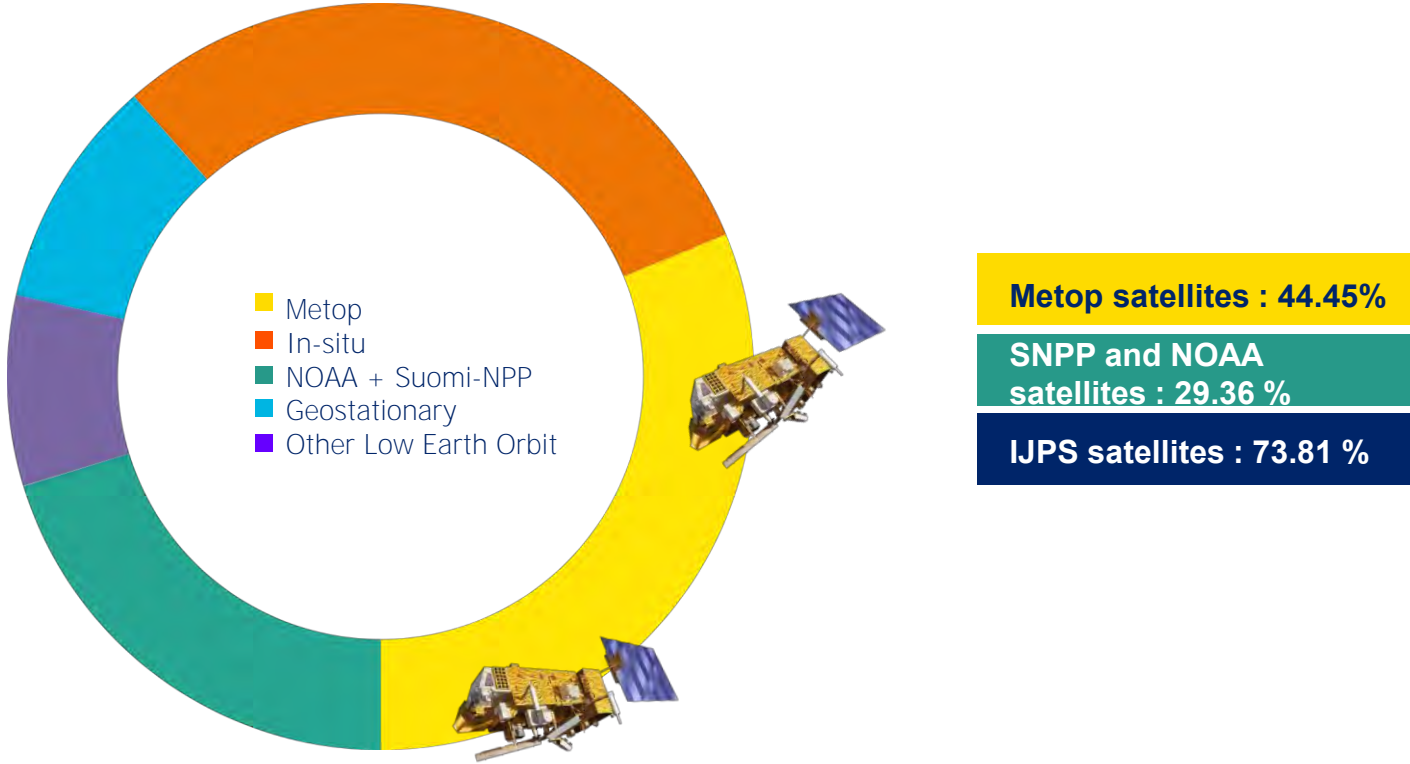 Metop
In-situ
NOAA + Suomi-NPP
Geostationary
Other Low Earth Orbit
Metop satellites : 44.45%
SNPP and NOAA
satellites : 29.36 %
IJPS satellites : 73.81 %